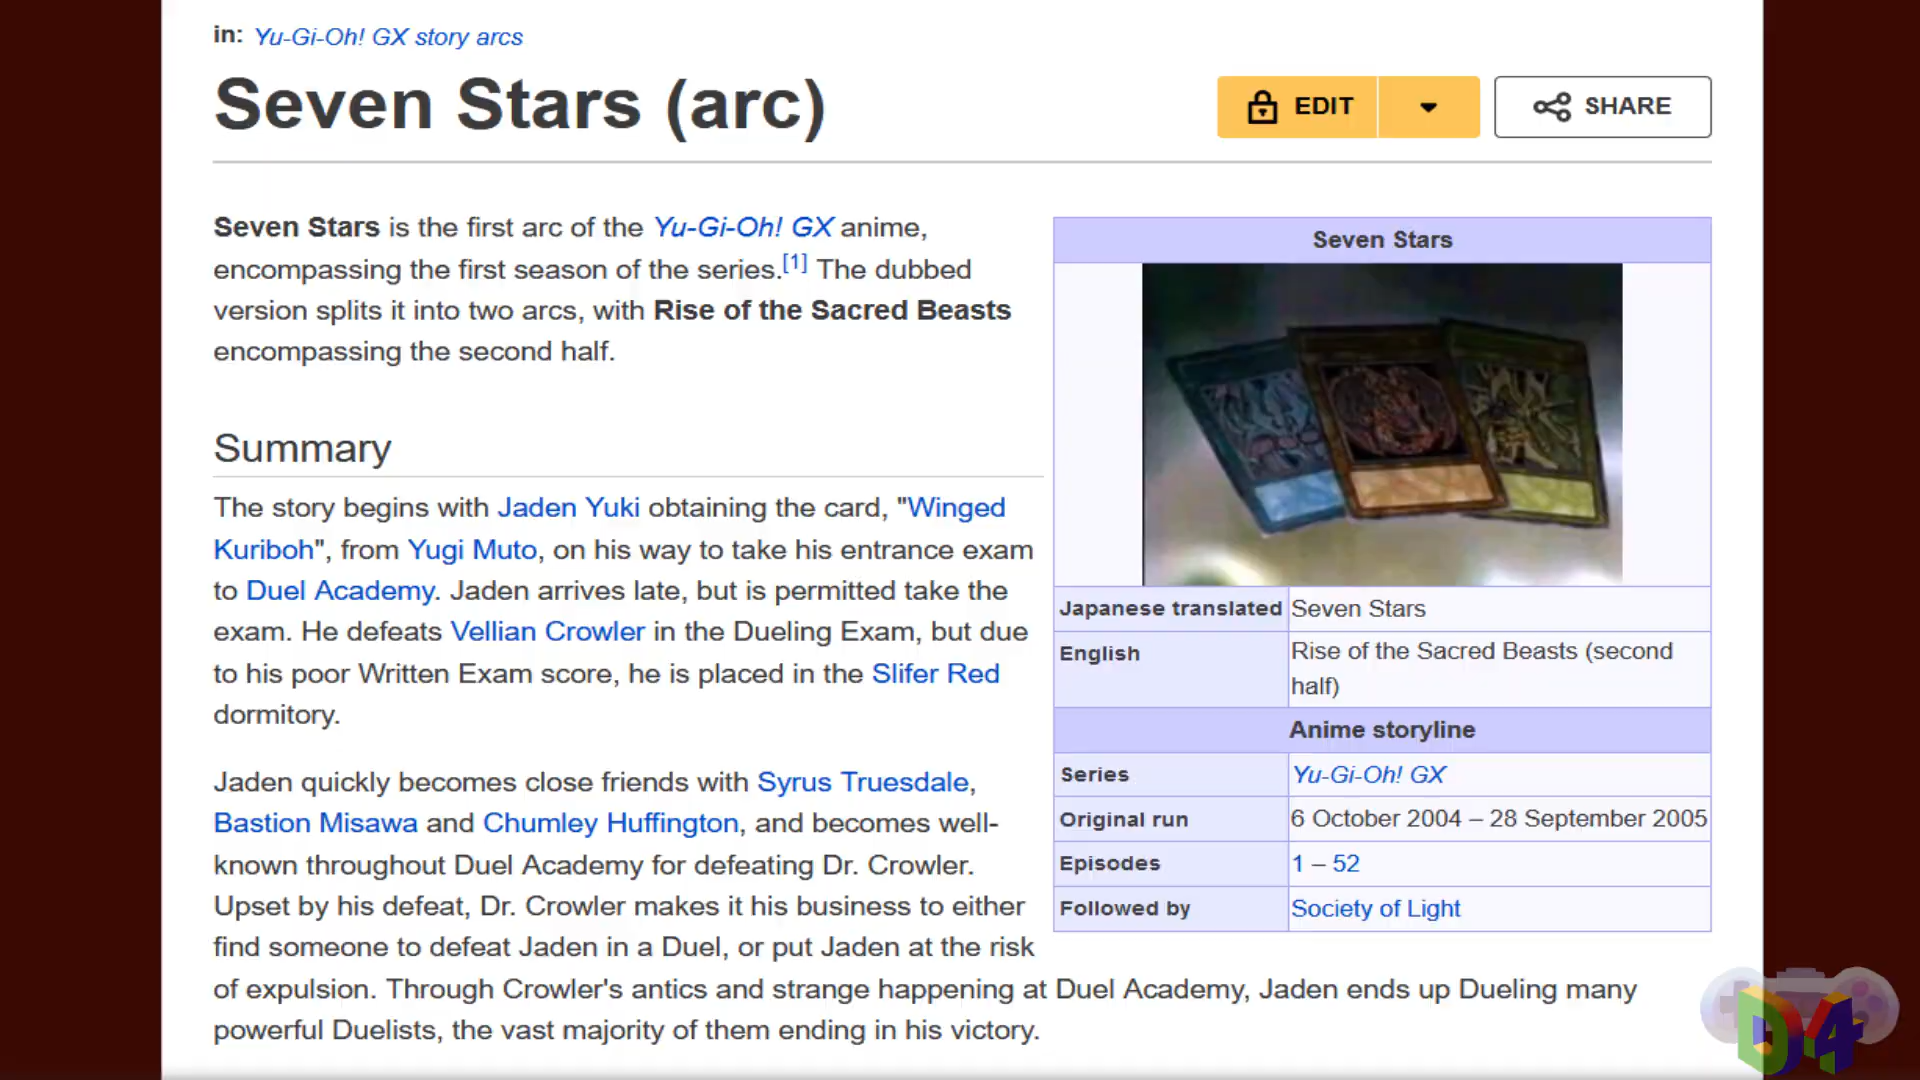 in: Yu-Gi-Oh! GX story arcs
Seven Stars (arc)
EDIT
SHARE
Seven Stars is the first arc of the Yu-Gi-Oh! GX anime,
encompassing the first season of the series.[1] The dubbed
version splits it into two arcs, with Rise of the Sacred Beasts
encompassing the second half.
Summary
The story begins with Jaden Yuki obtaining the card, "Winged
Kuriboh", from Yugi Muto, on his way to take his entrance exam
to Duel Academy. Jaden arrives late, but is permitted take the
exam. He defeats Vellian Crowler in the Dueling Exam, but due
to his poor Written Exam score, he is placed in the Slifer Red
dormitory.
Jaden quickly becomes close friends with Syrus Truesdale,
Bastion Misawa and Chumley Huffington, and becomes well-
known throughout Duel Academy for defeating Dr. Crowler.
Upset by his defeat, Dr. Crowler makes it his business to either
find someone to defeat Jaden in a Duel, or put Jaden at the risk
of expulsion. Through Crowler's antics and strange happening at Duel Academy, Jaden ends up Dueling many
powerful Duelists, the vast majority of them ending in his victory.
Seven Stars
Japanese translated Seven Stars
English Rise of the Sacred Beasts (second
half)
Anime storyline
Series Yu-Gi-Oh! GX
Original run 6 October 2004 – 28 September 2005
Episodes 1 – 52
Followed by Society of Light
D4